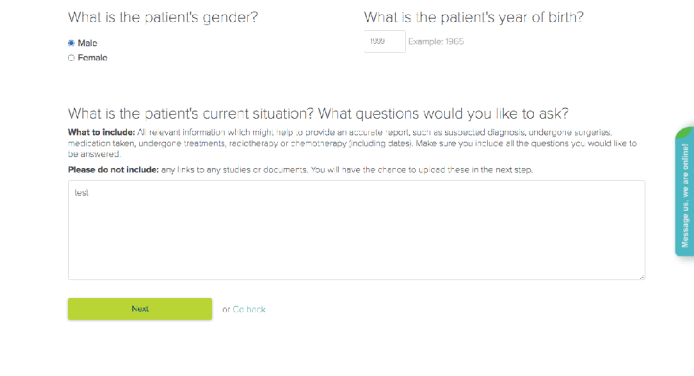 What is the patient's gender?
What is the patient's year of birth?
Male
Female
1999
Example: 1965
What is the patient's current situation? What questions would you like to ask?
What to include: All relevant information which might help to provide an accurate report, such as suspected diagnosis, undergone surgeries,
medication taken, undergone treatments, radiotherapy or chemotherapy (including dates). Make sure you include all the questions you would like to
be answered.
Please do not include: any links to any studies or documents. You will have the chance to upload these in the next step.
test
Next
or Go back
Message us, we are online!